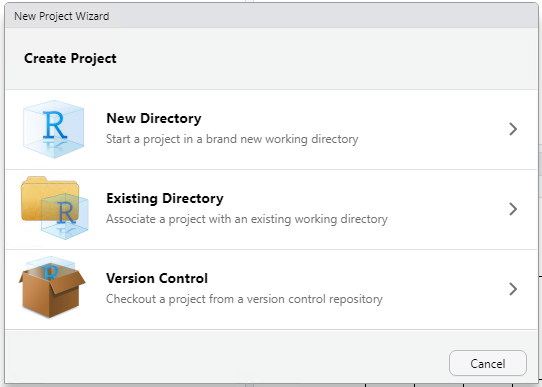 New Project Wizard
Create Project
R
New Directory
Start a project in a brand new working directory
R
Existing Directory
Associate a project with an existing working directory
R
Version Control
Checkout a project from a version control repository
Cancel